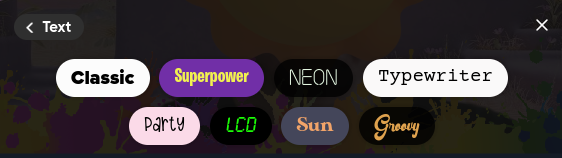 Text
Classic Superpower NEON Typewriter
Party LCD Sun Groovy